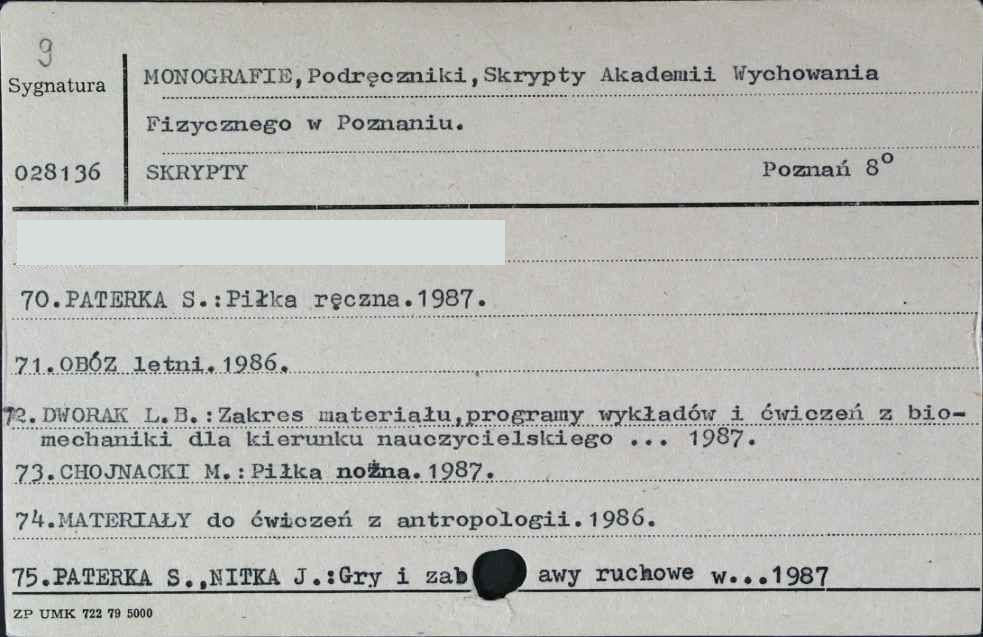 9
Sygnatura
MONOGRAFIE,Podręczniki,Skrypty Akademii Wychowania
Fizycznego w Poznaniu.
028136 SKRYPTY Poznań 8°
70.PATERKA S.:Piłka ręczna.1987.
71.OBÓZ letni.1986.
72.DWORAK L.B.:Zakres materiału,programy wykładów i ćwiczeń z bio-
mechaniki dla kierunku nauczycielskiego ... 1987.
73.CHOJNACKI M.:Piłka nożna.1987.
74.MATERIAŁY do ćwiczeń z antropologii.1986.
75.PATERKA S.,NITKA J.:Gry i zab awy ruchowe w...1987
ZP UMK 722 79 5000